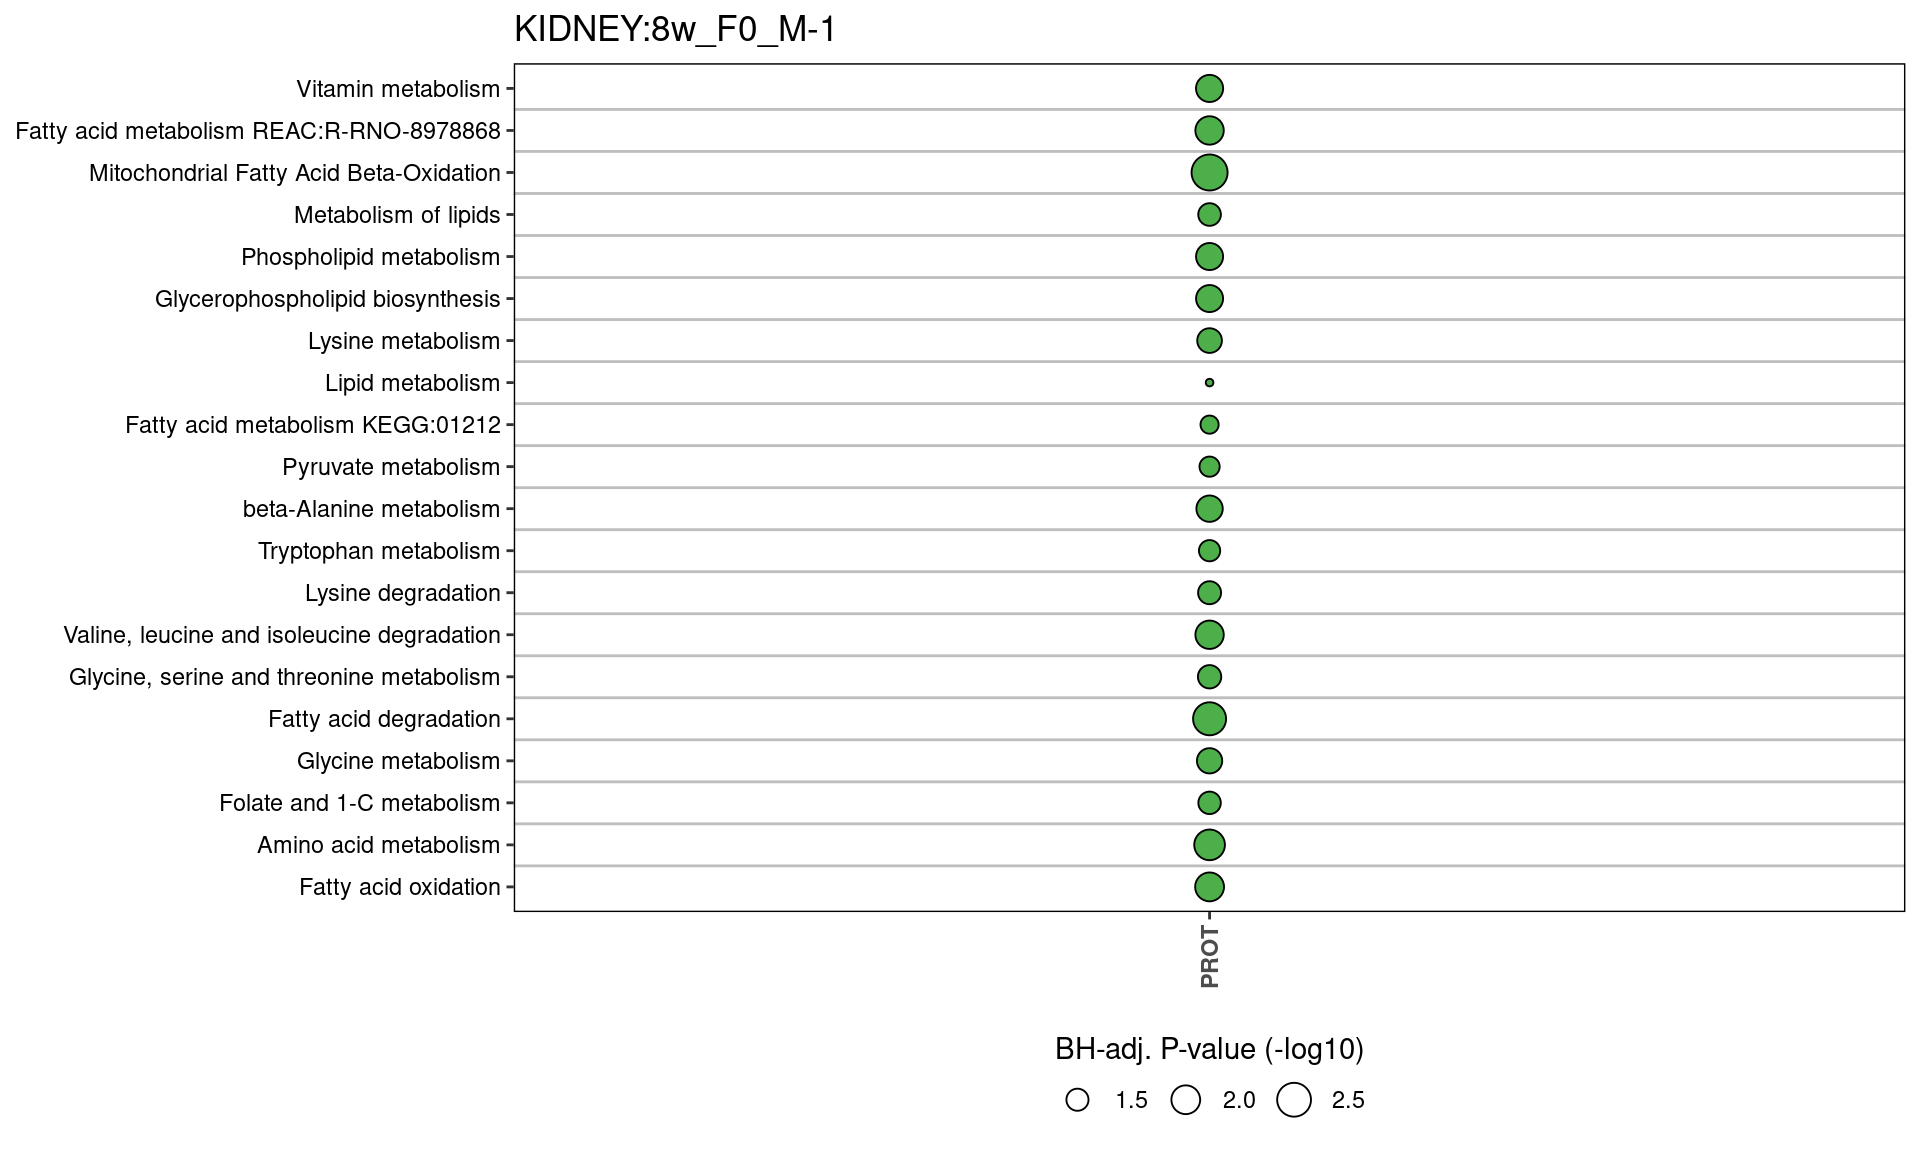 KIDNEY:8w_F0_M-1
Vitamin metabolism
Fatty acid metabolism REAC:R-RNO-8978868
Mitochondrial Fatty Acid Beta-Oxidation
Metabolism of lipids
Phospholipid metabolism
Glycerophospholipid biosynthesis
Lysine metabolism
Lipid metabolism
Fatty acid metabolism KEGG:01212
Pyruvate metabolism
beta-Alanine metabolism
Tryptophan metabolism
Lysine degradation
Valine, leucine and isoleucine degradation
Glycine, serine and threonine metabolism
Fatty acid degradation
Glycine metabolism
Folate and 1-C metabolism
Amino acid metabolism
Fatty acid oxidation
PROT
BH-adj. P-value (-log10)
1.5 2.0 2.5